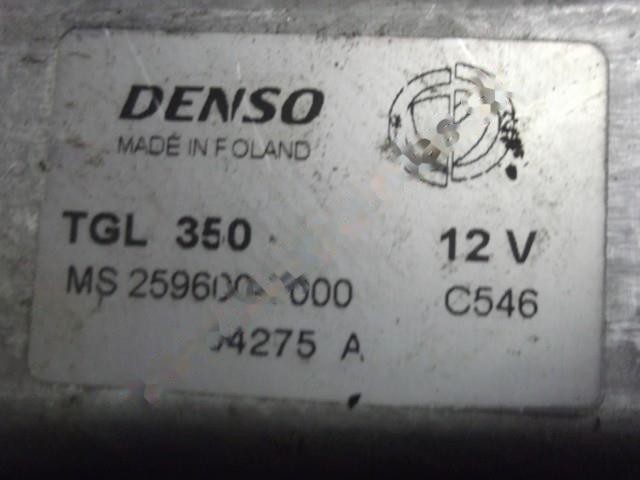 DENSO
MADE IN POLAND
TGL 350 12 V
MS C546
A